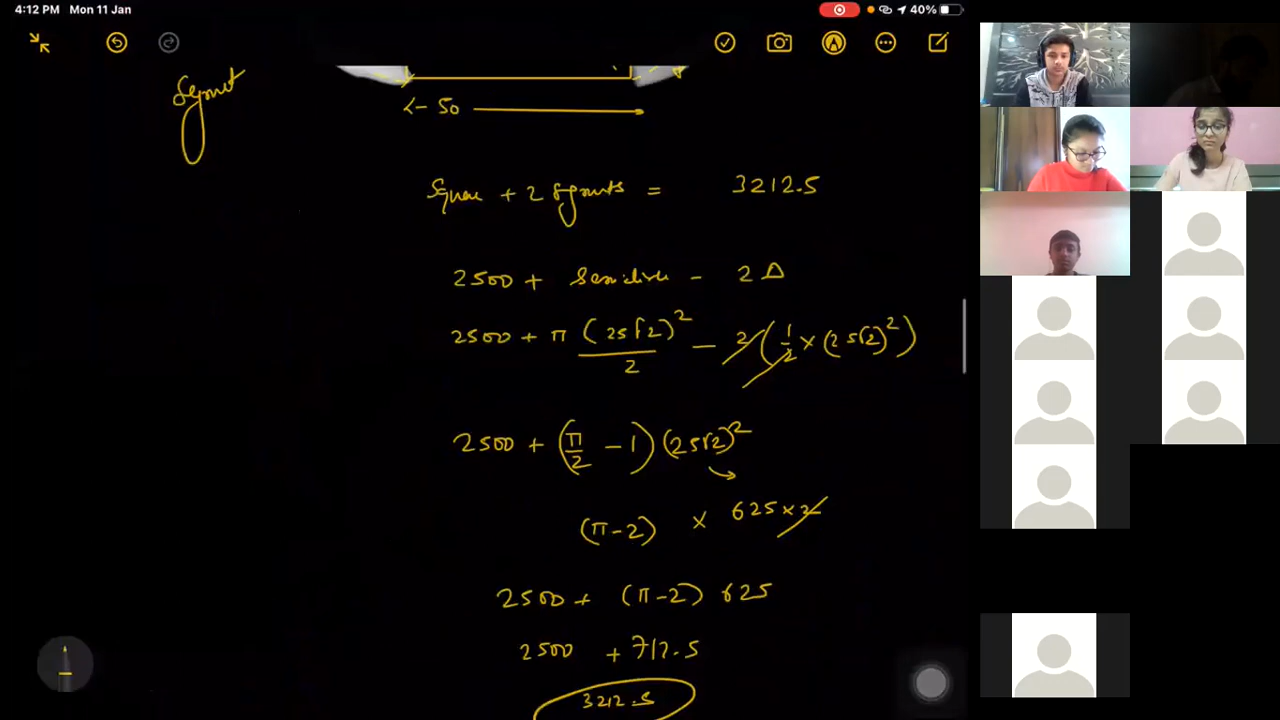 4:12 PM Mon 11 Jan
40%
Segment
<- 50
Square + 2 Segments = 3212.5
2500 + Semicircle - 2 Δ
2500 + π (25√2)² / 2 - 2 (1/2 × (25√2)²)
2500 + (π/2 - 1) (25√2)²
(π-2) × 625×2
2500 + (π-2) 625
2500 + 712.5
3212.5